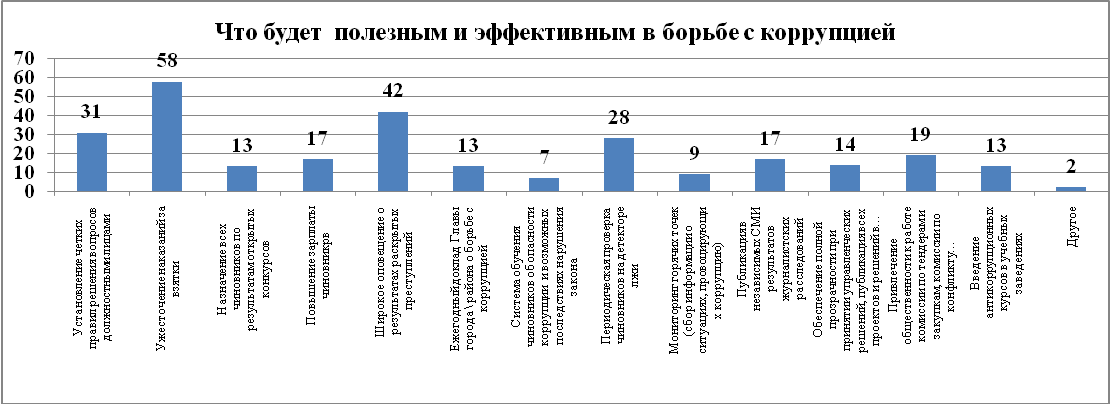 Что будет полезным и эффективным в борьбе с коррупцией
70
60
50
40
30
20
10
0
31
58
13
17
42
13
7
28
9
17
14
19
13
2
Установление четких
правил решения вопросов
должностными лицами
Ужесточение наказаний за
взятки
Назначение всех
чиновников по
результатам открытых
конкурсов
Повышение зарплаты
чиновникрв
Широкое оповещение о
результатах раскрытых
преступлений
Ежегодный доклад Главы
города \ района о борьбе с
коррупцией
Система обучения
чиновников об опасности
коррупции и возможных
последствиях нарушения
закона
Периодическая проверка
чиновников на детекторе
лжи
Мониторинг горячих точек
(сбор информации о
ситуациях, провоцирующи
х коррупцию)
Публикация в
независимых СМИ
результатов
журналистских
расследований
Обеспечение полной
прозрачности при
принятии управленческих
решений, публикация всех
проектов и решений в…
Привлечение
общественности к работе
комиссии по тендерам и
закупкам, комиссии по
конфликту…
Введение
антикоррупционных
курсов в учебных
заведениях
Другое